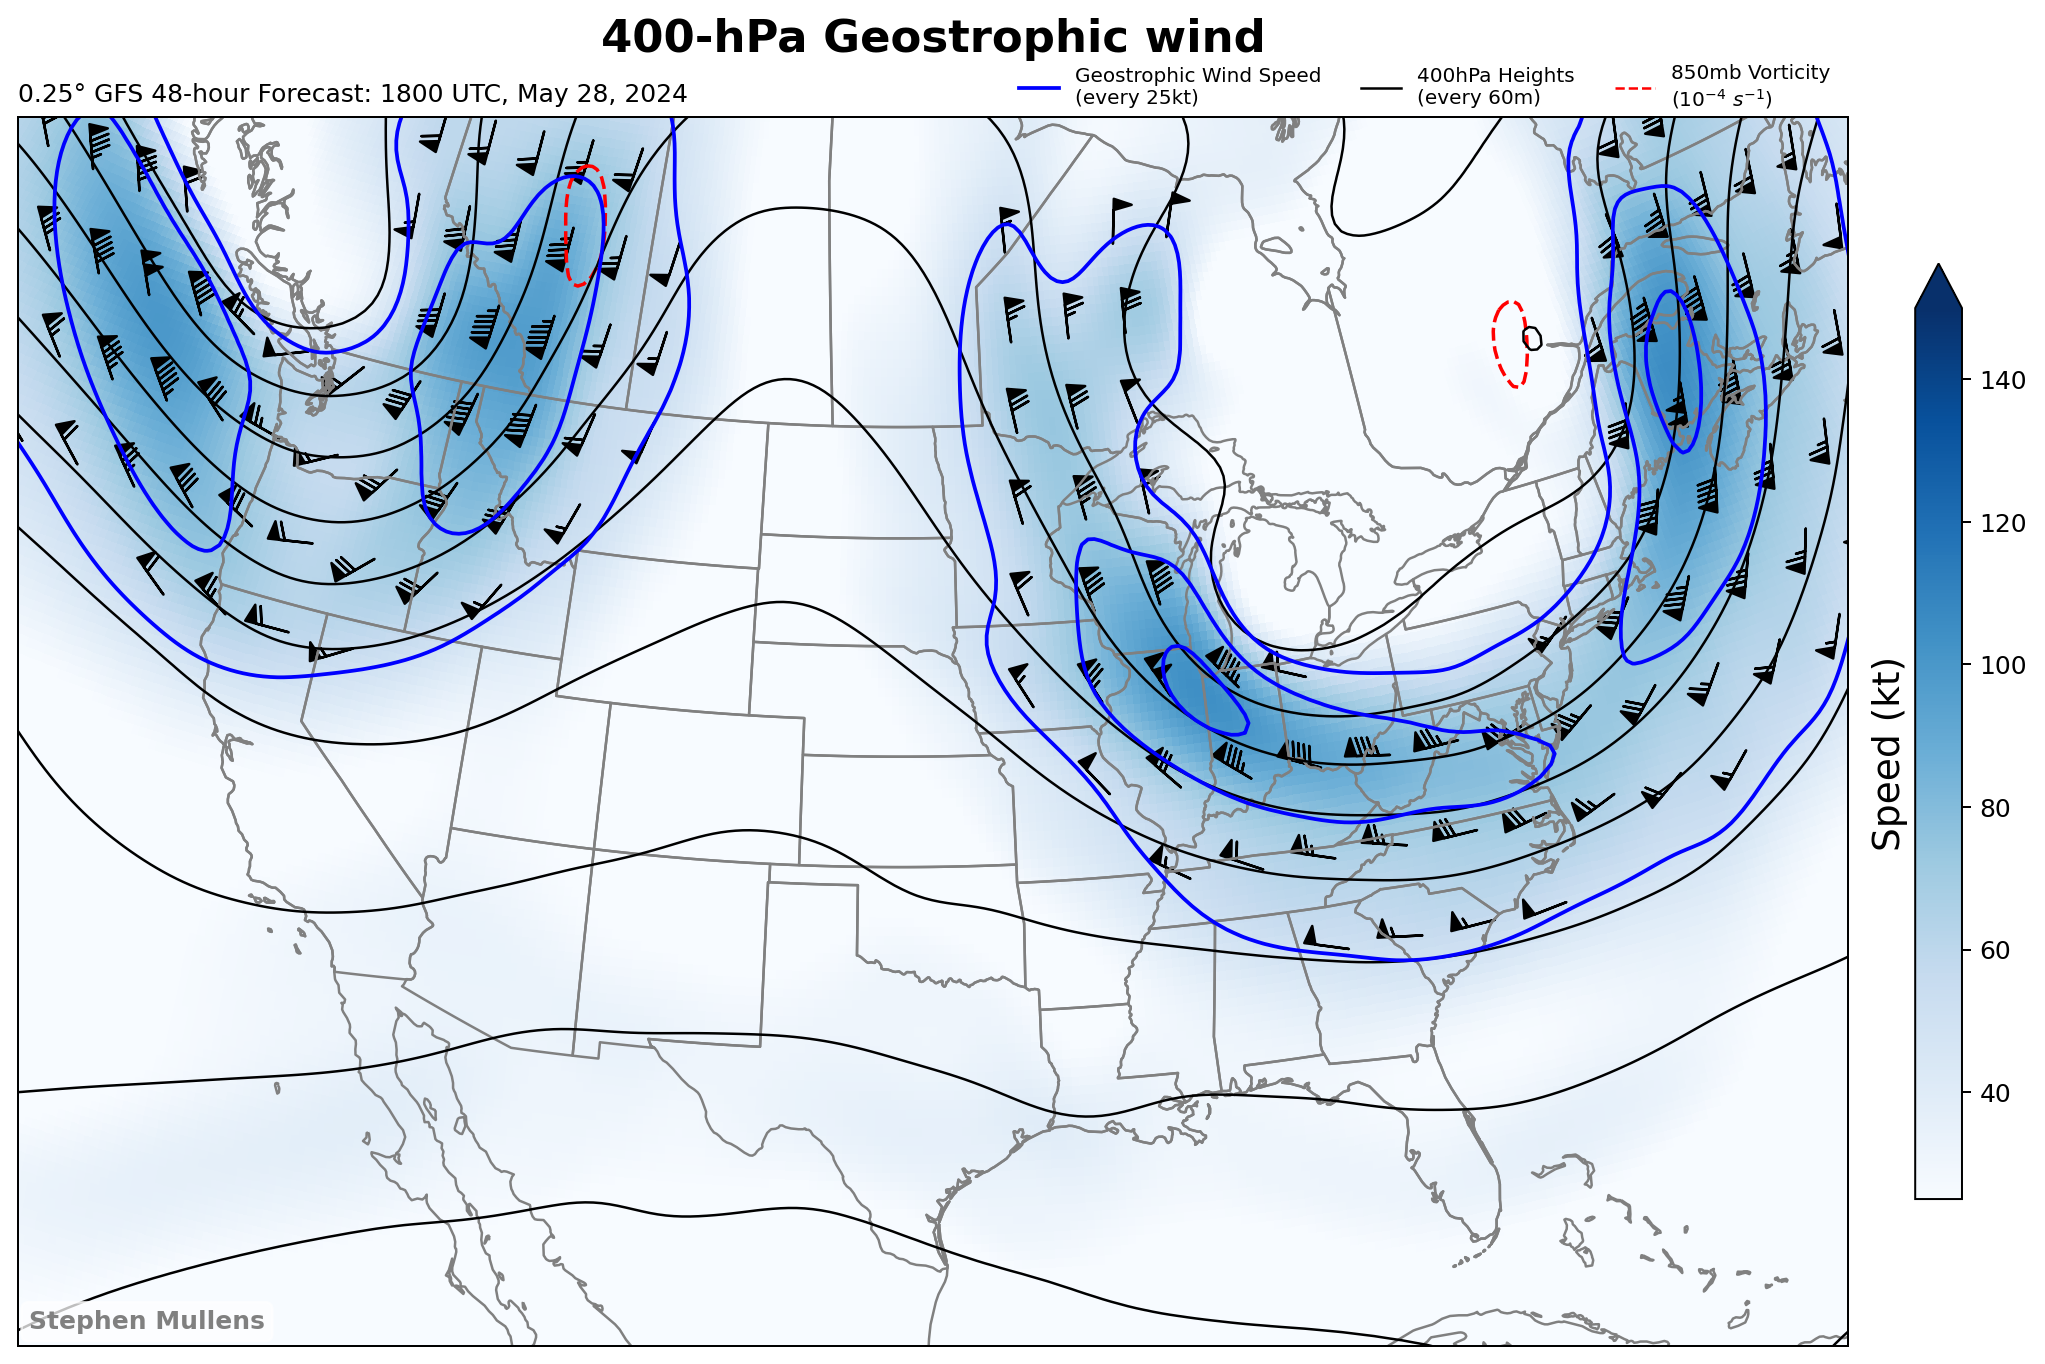 400-hPa Geostrophic wind
0.25° GFS 48-hour Forecast: 1800 UTC, May 28, 2024
Geostrophic Wind Speed
(every 25kt)
400hPa Heights
(every 60m)
850mb Vorticity
(10⁻⁴ s⁻¹)
140
120
100
80
60
40
Speed (kt)
Stephen Mullens